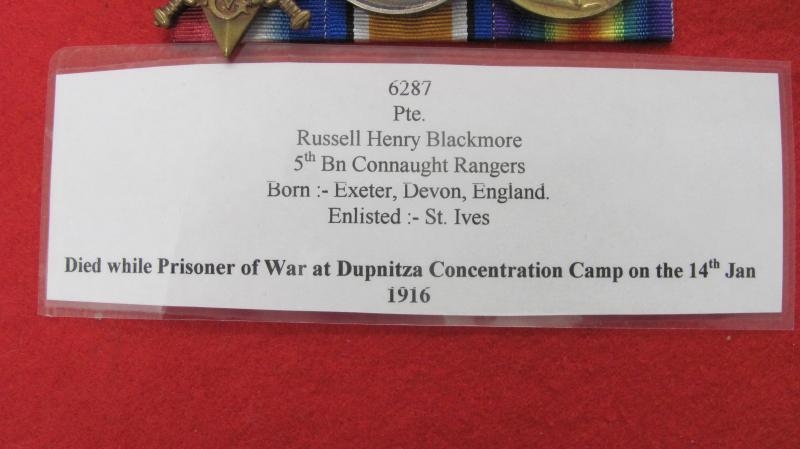 6287
Pte.
Russell Henry Blackmore
5th Bn Connaught Rangers
Born :- Exeter, Devon, England.
Enlisted :- St. Ives
Died while Prisoner of War at Dupnitza Concentration Camp on the 14th Jan
1916